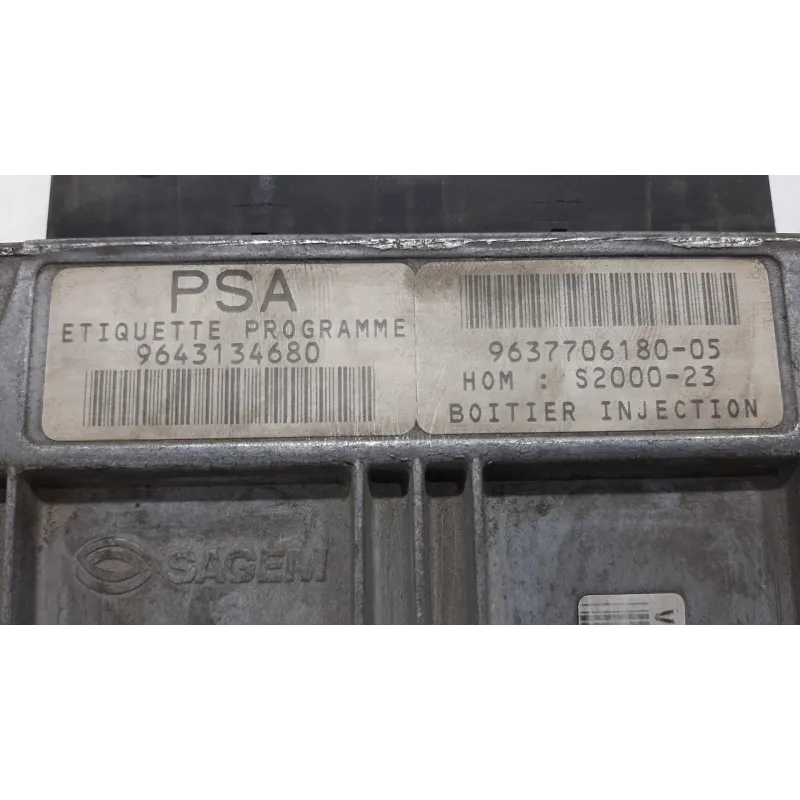 PSA
ETIQUETTE PROGRAMME
9643134680
9637706180-05
HOM : S2000-23
BOITIER INJECTION
SAGEM
V